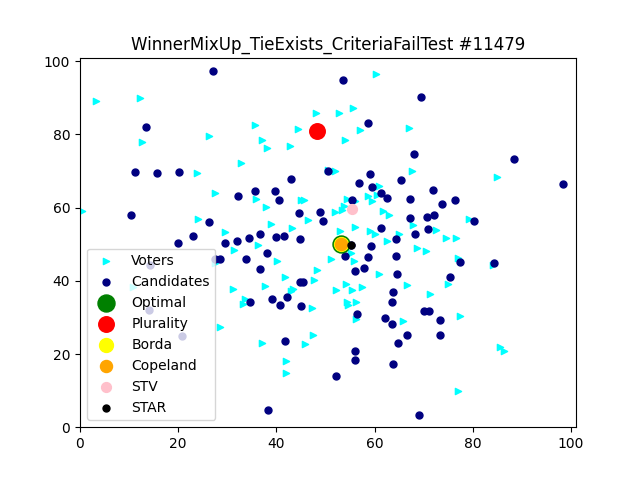 WinnerMixUp_TieExists_CriteriaFailTest #11479
100
80
60
40
20
0
0
20
40
60
80
100
Voters
Candidates
Optimal
Plurality
Borda
Copeland
STV
STAR